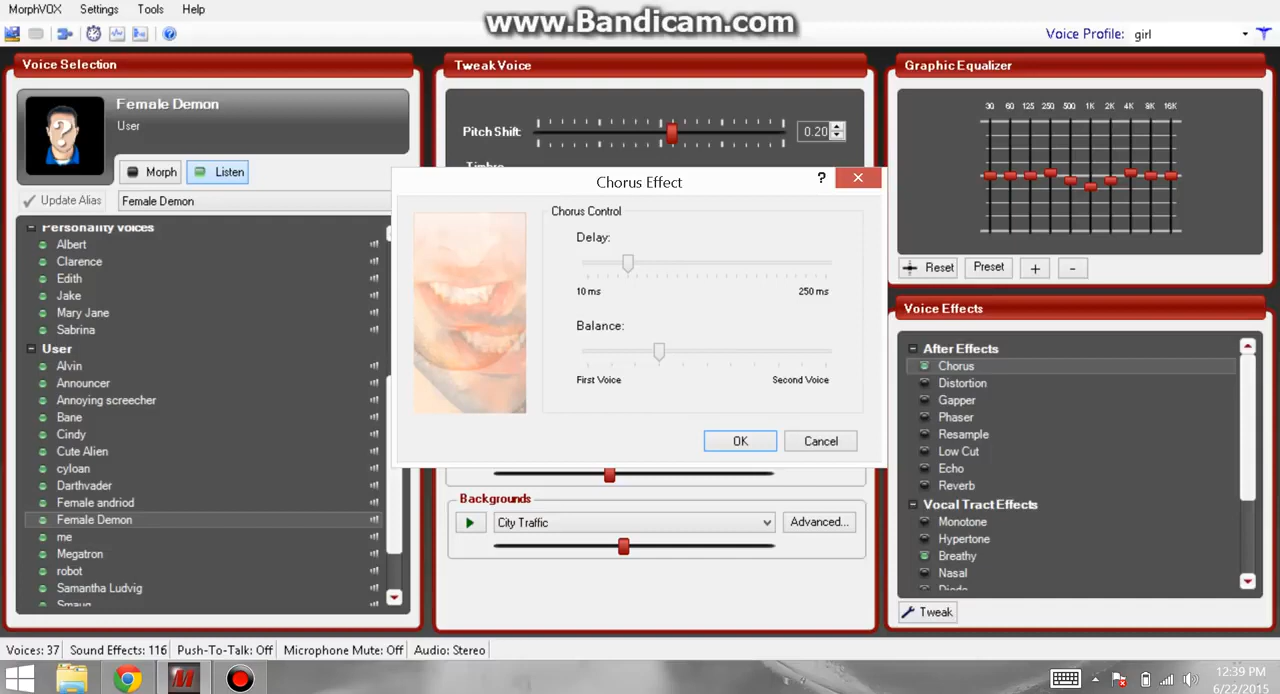 MorphVOX Settings Tools Help
www.Bandicam.com
Voice Profile: girl
Voice Selection
Female Demon
User
Morph Listen
Update Alias Female Demon
Personality Voices
Albert
Clarence
Edith
Jake
Mary Jane
Sabrina
User
Alvin
Announcer
Annoying screecher
Bane
Cindy
Cute Alien
cyloan
Darthvader
Female andriod
Female Demon
me
Megatron
robot
Samantha Ludvig
Smaug
Tweak Voice
Pitch Shift: 0.20
Timbre
Chorus Effect ?
Chorus Control
Delay:
10 ms 250 ms
Balance:
First Voice Second Voice
OK Cancel
Backgrounds
City Traffic Advanced...
Graphic Equalizer
30 60 125 250 500 1K 2K 4K 8K 16K
Reset Preset + -
Voice Effects
After Effects
Chorus
Distortion
Gapper
Phaser
Resample
Low Cut
Echo
Reverb
Vocal Tract Effects
Monotone
Hypertone
Breathy
Nasal
Diode
Tweak
Voices: 37 Sound Effects: 116 Push-To-Talk: Off Microphone Mute: Off Audio: Stereo
12:39 PM
6/22/2015